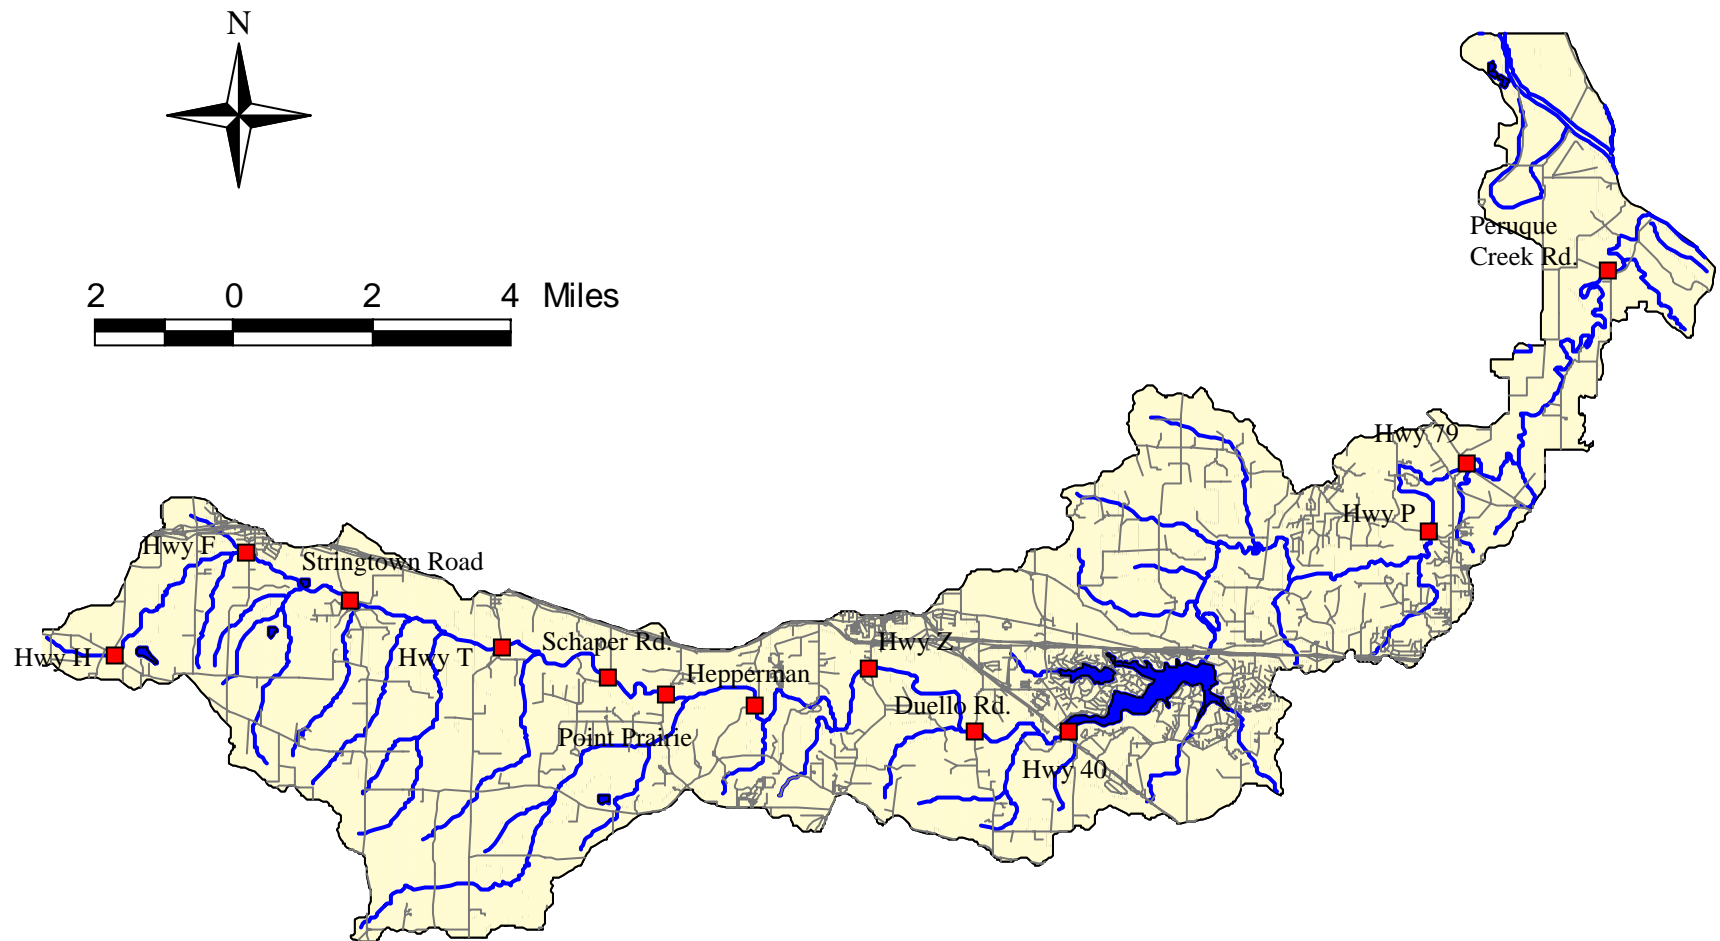 N
2 0 2 4 Miles
Peruque
Creek Rd.
Hwy 79
Hwy P
Hwy F
Stringtown Road
Hwy H
Hwy T
Schaper Rd.
Hwy Z
Hepperman
Duello Rd.
Point Prairie
Hwy 40